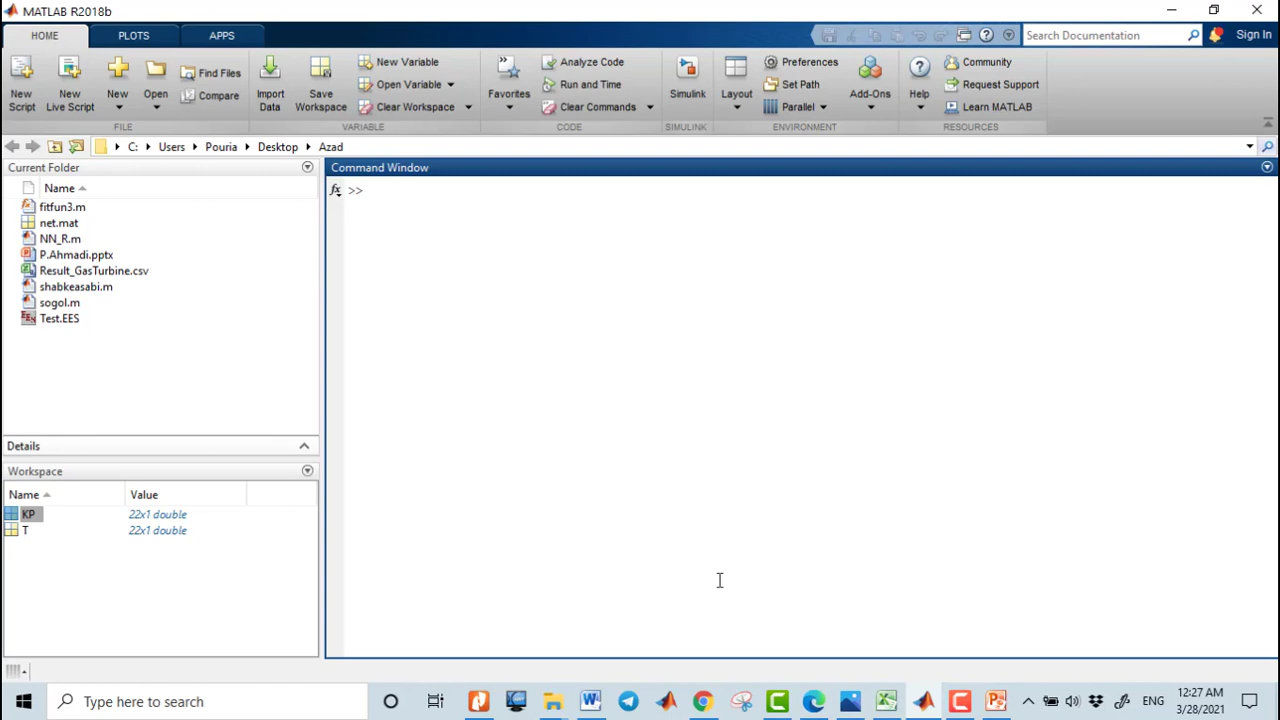 MATLAB R2018b
HOME PLOTS APPS
Search Documentation Sign In
New Script New Live Script New Open Find Files Compare
Import Data Save Workspace New Variable Open Variable Clear Workspace
Favorites Analyze Code Run and Time Clear Commands
Simulink Layout Preferences Set Path Parallel Add-Ons
Help Community Request Support Learn MATLAB
FILE VARIABLE CODE SIMULINK ENVIRONMENT RESOURCES
C: Users Pouria Desktop Azad
Current Folder
Name
fitfun3.m
net.mat
NN_R.m
P.Ahmadi.pptx
Result_GasTurbine.csv
shabkeasabi.m
sogol.m
Test.EES
Details
Workspace
Name Value
KP 22x1 double
T 22x1 double
Command Window
fx >>
Type here to search
ENG
12:27 AM
3/28/2021